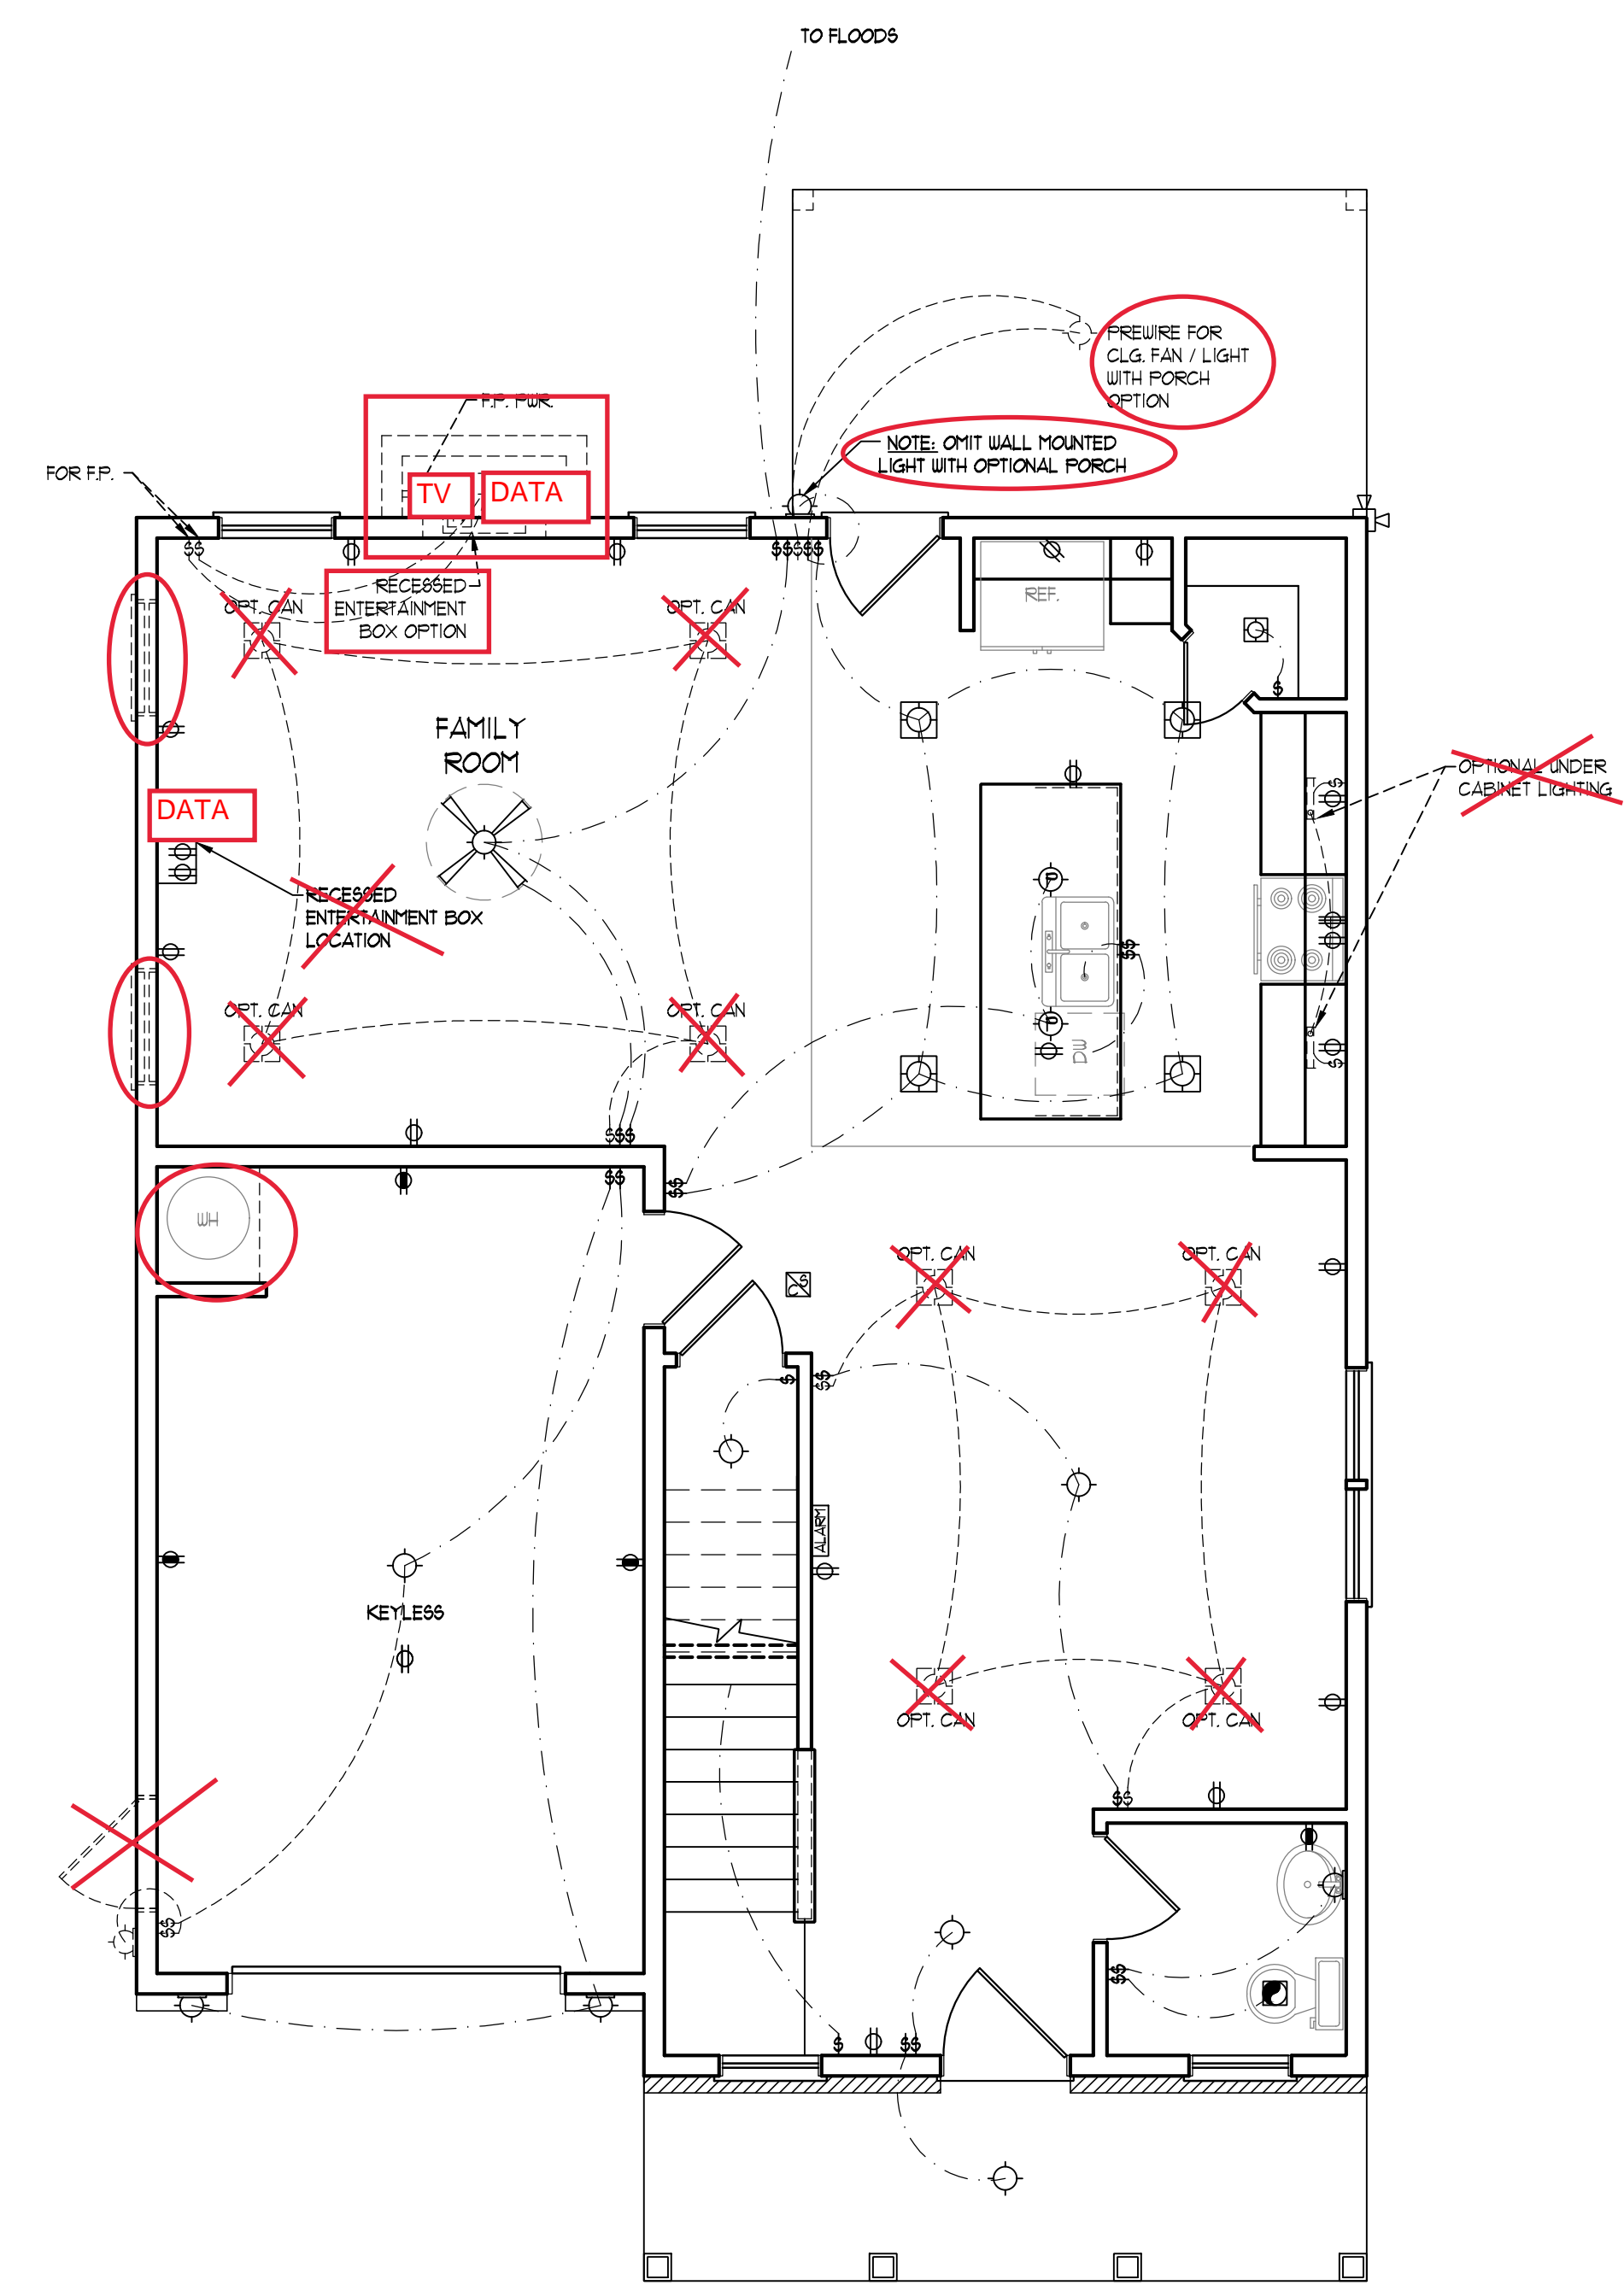 TO FLOODS
PREWIRE FOR
CLG. FAN / LIGHT
WITH PORCH
OPTION
F.P. PWR.
NOTE: OMIT WALL MOUNTED
LIGHT WITH OPTIONAL PORCH
FOR F.P.
TV
DATA
$$
$$$$$
RECESSED
ENTERTAINMENT
BOX OPTION
OPT. CAN
OPT. CAN
REF.
$
FAMILY
ROOM
OPTIONAL UNDER
CABINET LIGHTING
$
DATA
RECESSED
ENTERTAINMENT BOX
LOCATION
P
$$
OPT. CAN
OPT. CAN
P
DW
$
$$$
$$
$$
WH
OPT. CAN
OPT. CAN
CS
$
$$
ALARM
KEYLESS
OPT. CAN
OPT. CAN
$$
$$
$$
$
$$